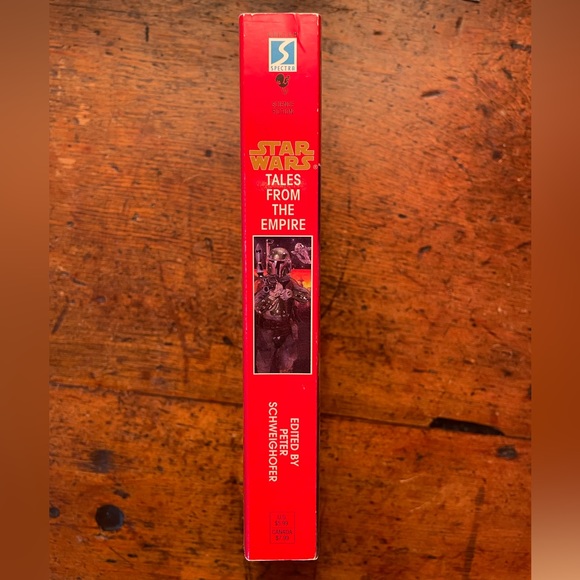 SPECTRA
STAR
WARS®
TALES
FROM
THE
EMPIRE
EDITED BY
PETER
SCHWEIGHOFER